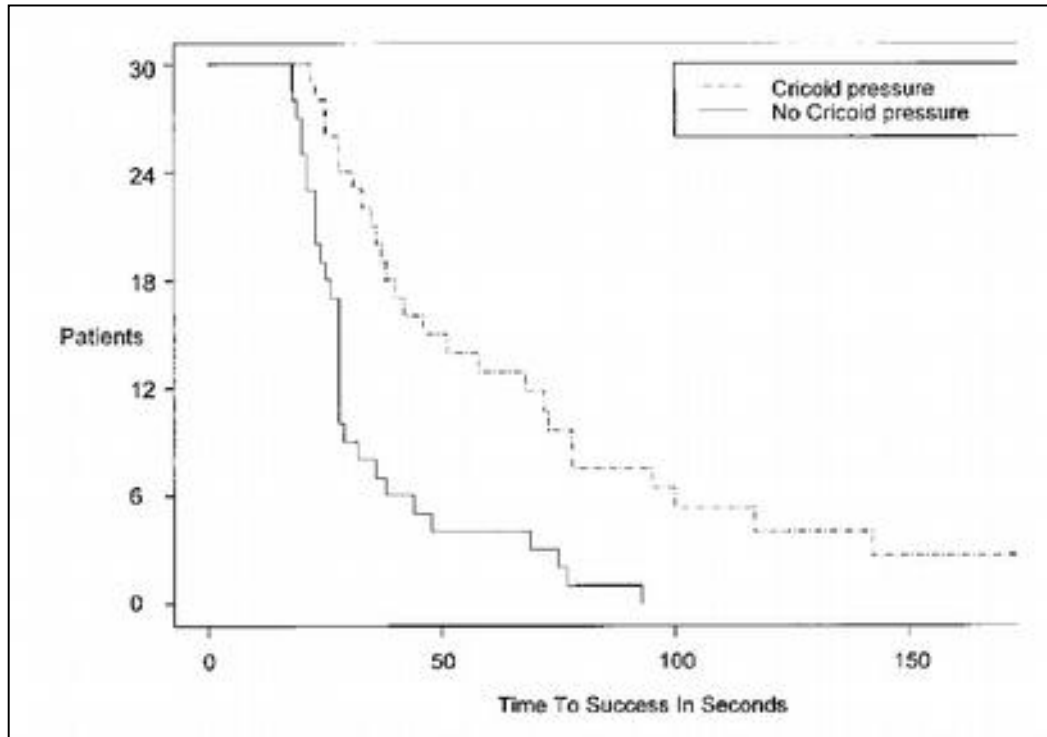 30
Cricoid pressure
No Cricoid pressure
24
18
Patients
12
6
0
0 50 100 150
Time To Success In Seconds